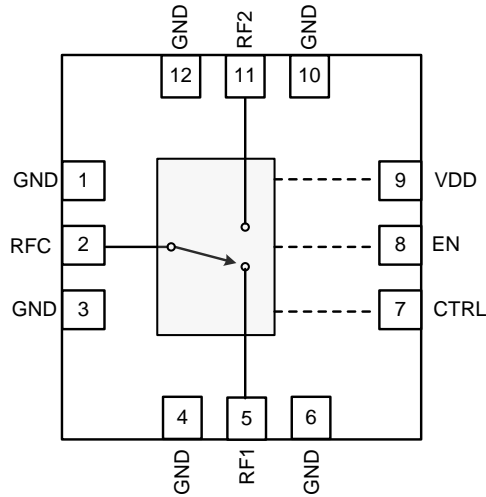 GND
RF2
GND
12
11
10
GND 1
9 VDD
RFC 2
8 EN
GND 3
7 CTRL
4
5
6
GND
RF1
GND